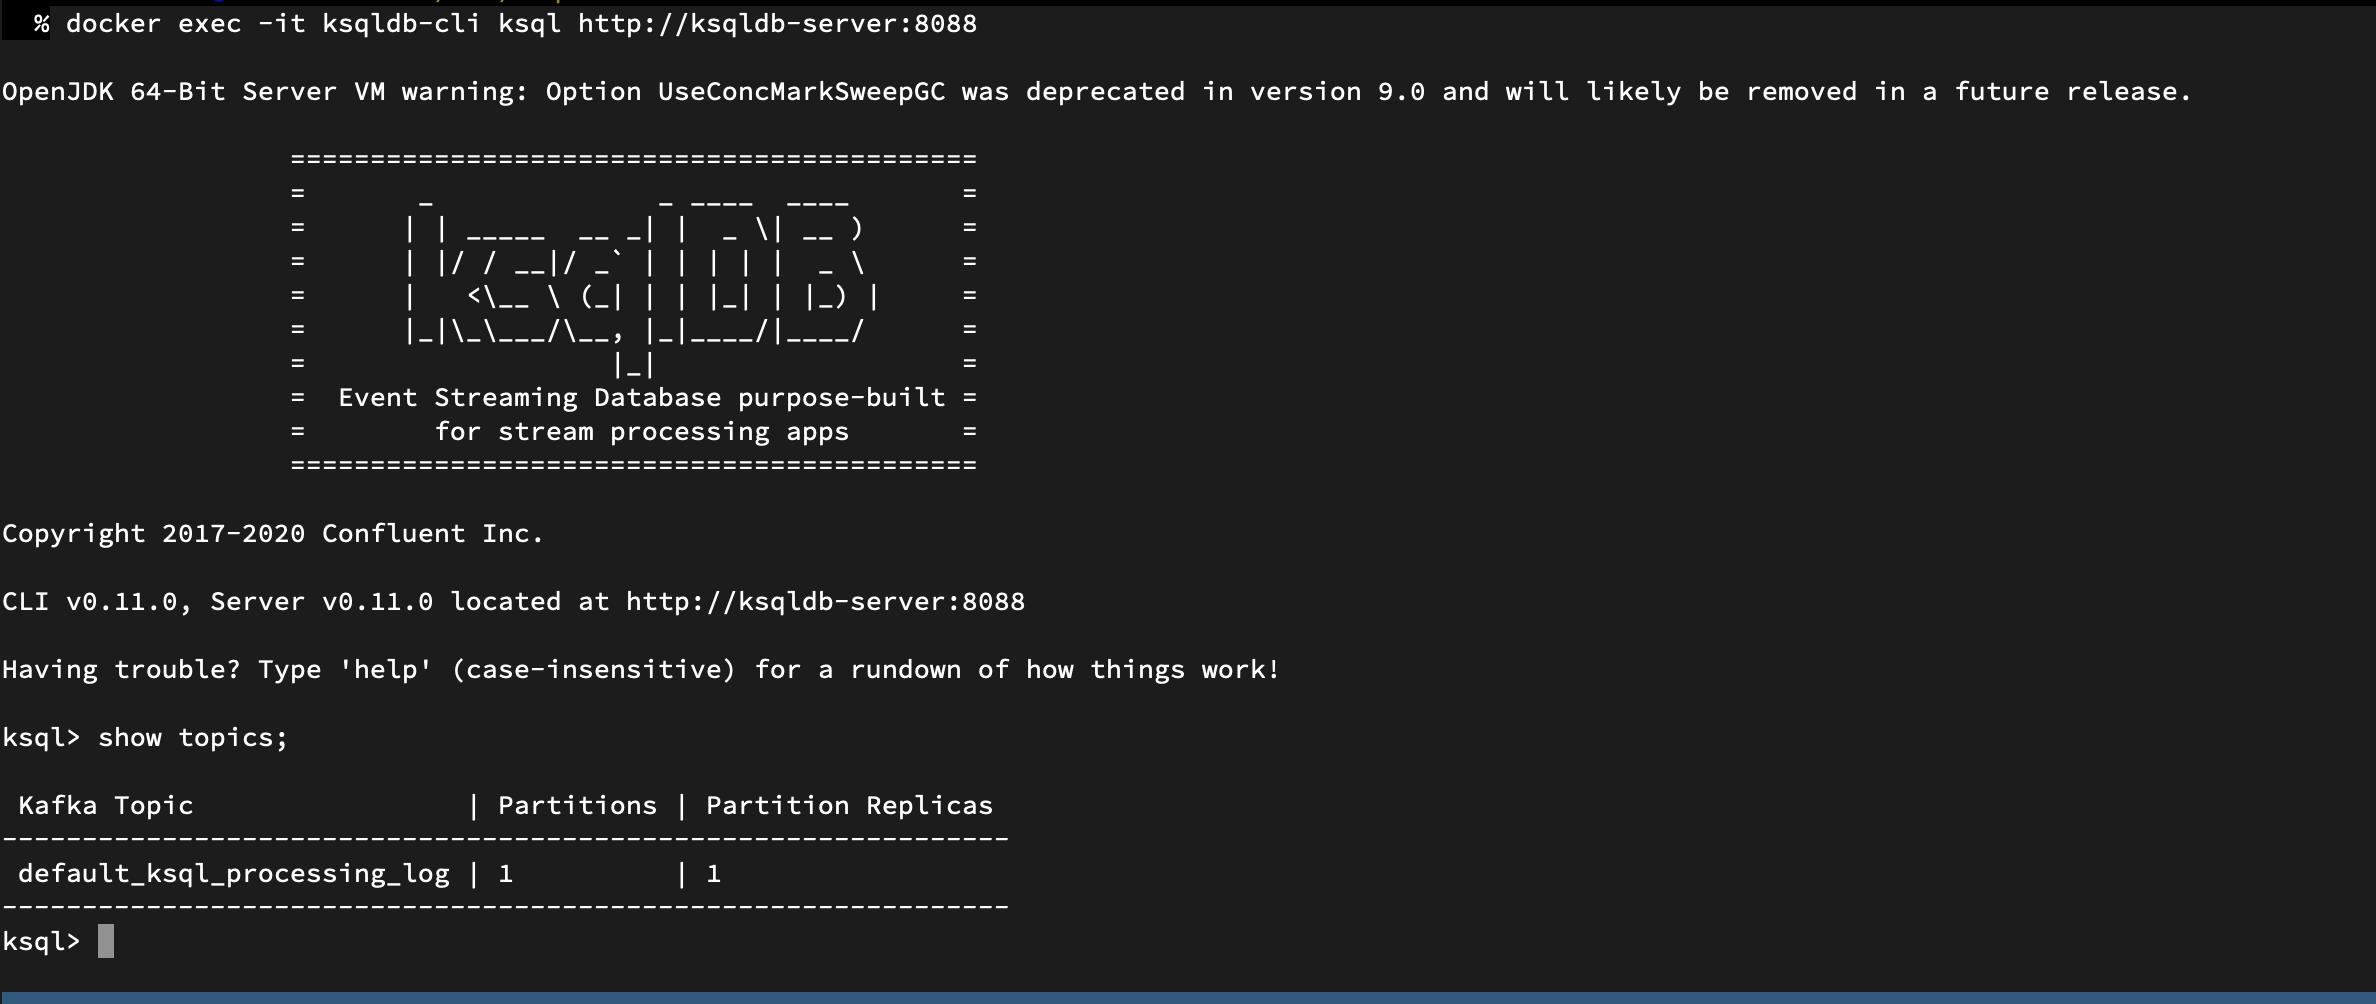 % docker exec -it ksqldb-cli ksql http://ksqldb-server:8088
OpenJDK 64-Bit Server VM warning: Option UseConcMarkSweepGC was deprecated in version 9.0 and will likely be removed in a future release.
===========================================
=       _              _ ____  ____       =
=      | | _____  __ _| |  _ \| __ )      =
=      | |/ / __|/ _` | | | | |  _ \      =
=      |   <\__ \ (_| | | |_| | |_) |     =
=      |_|\_\___/\__, |_|____/|____/      =
=                   |_|                   =
=  Event Streaming Database purpose-built =
=        for stream processing apps       =
===========================================
Copyright 2017-2020 Confluent Inc.
CLI v0.11.0, Server v0.11.0 located at http://ksqldb-server:8088
Having trouble? Type 'help' (case-insensitive) for a rundown of how things work!
ksql> show topics;
 Kafka Topic                 | Partitions | Partition Replicas
---------------------------------------------------------------
 default_ksql_processing_log | 1          | 1
---------------------------------------------------------------
ksql>